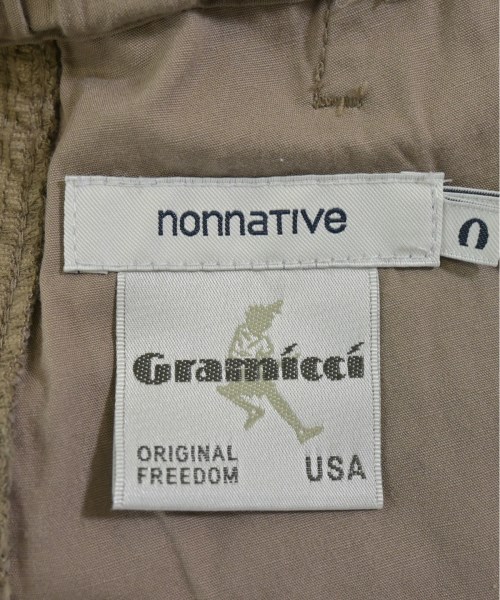 nonnative
0
Gramicci
ORIGINAL
FREEDOM
USA